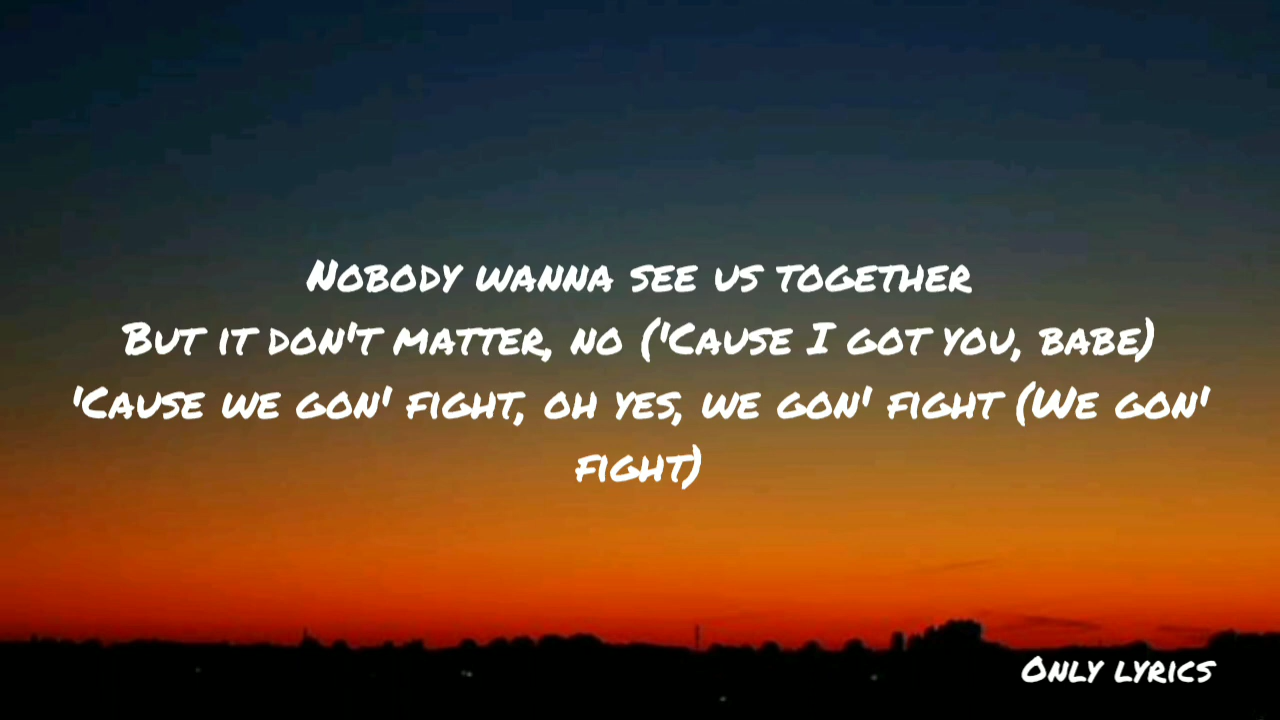 Nobody wanna see us together
But it don't matter, no ('Cause I got you, babe)
'Cause we gon' fight, oh yes, we gon' fight (We gon'
fight)
Only lyrics